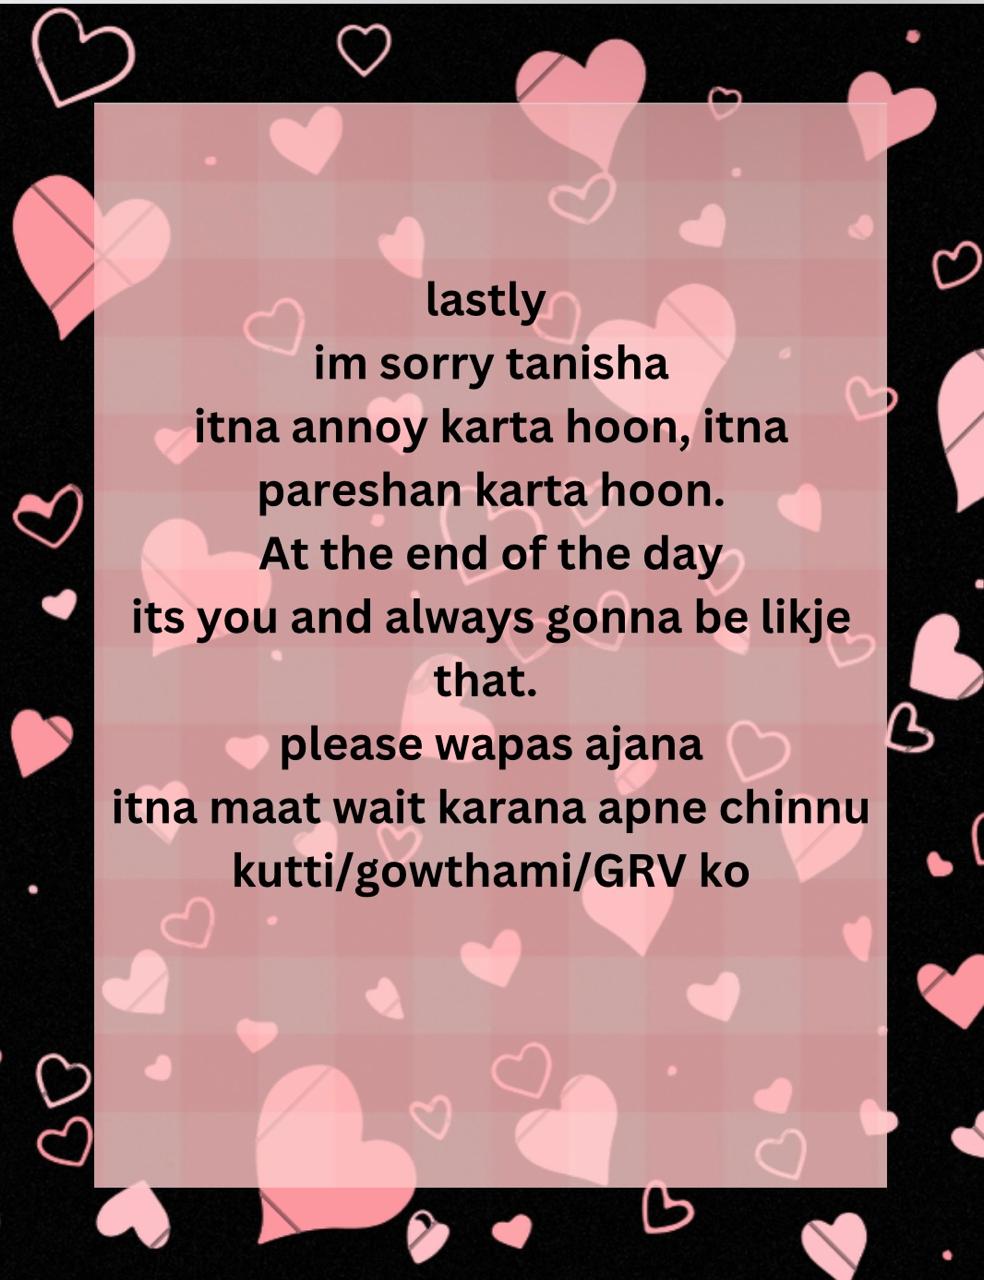 lastly
im sorry tanisha
itna annoy karta hoon, itna
pareshan karta hoon.
At the end of the day
its you and always gonna be likje
that.
please wapas ajana
itna maat wait karana apne chinnu
kutti/gowthami/GRV ko